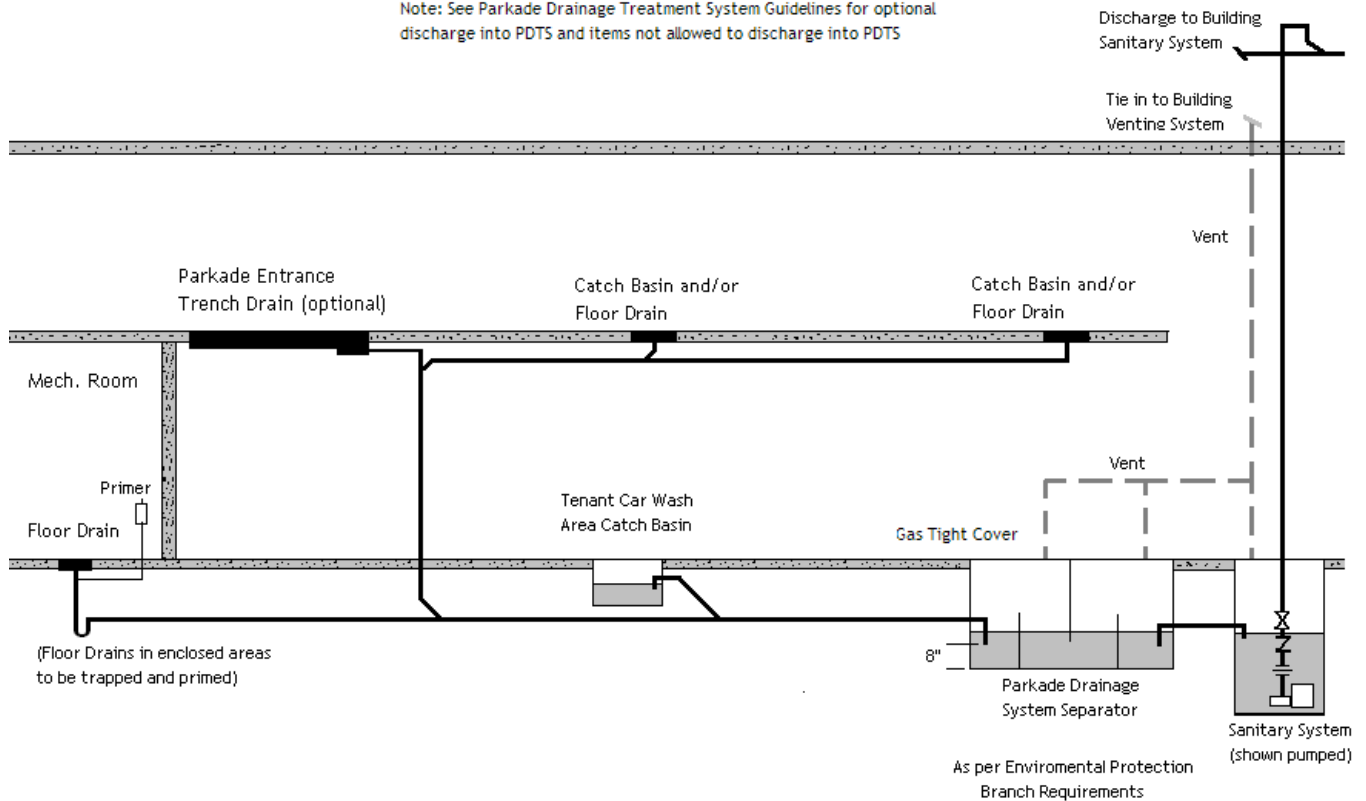 Note: See Parkade Drainage Treatment System Guidelines for optional
discharge into PDTS and items not allowed to discharge into PDTS
Discharge to Building
Sanitary System
Tie in to Building
Venting System
Vent
Parkade Entrance
Trench Drain (optional)
Catch Basin and/or
Floor Drain
Catch Basin and/or
Floor Drain
Mech. Room
Vent
Primer
Tenant Car Wash
Area Catch Basin
Floor Drain
Gas Tight Cover
(Floor Drains in enclosed areas
to be trapped and primed)
8"
Parkade Drainage
System Separator
Sanitary System
(shown pumped)
As per Enviromental Protection
Branch Requirements